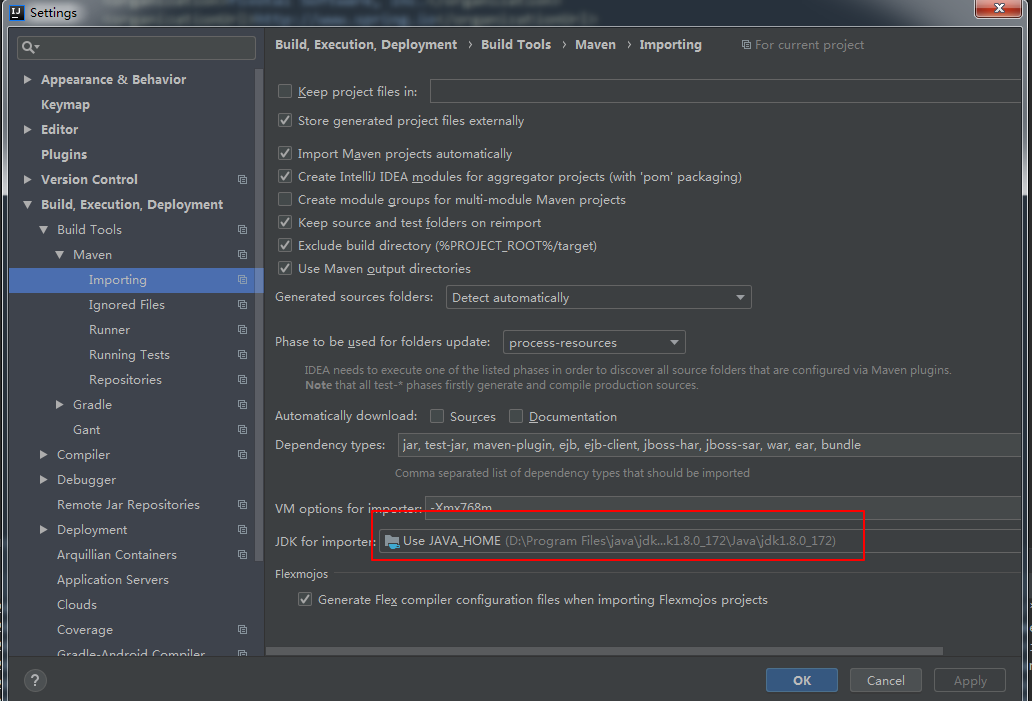 Settings
Appearance & Behavior
Keymap
Editor
Plugins
Version Control
Build, Execution, Deployment
Build Tools
Maven
Importing
Ignored Files
Runner
Running Tests
Repositories
Gradle
Gant
Compiler
Debugger
Remote Jar Repositories
Deployment
Arquillian Containers
Application Servers
Clouds
Coverage
Gradle-Android Compiler
Build, Execution, Deployment › Build Tools › Maven › Importing For current project
Keep project files in:
Store generated project files externally
Import Maven projects automatically
Create IntelliJ IDEA modules for aggregator projects (with 'pom' packaging)
Create module groups for multi-module Maven projects
Keep source and test folders on reimport
Exclude build directory (%PROJECT_ROOT%/target)
Use Maven output directories
Generated sources folders: Detect automatically
Phase to be used for folders update: process-resources
IDEA needs to execute one of the listed phases in order to discover all source folders that are configured via Maven plugins.
Note that all test-* phases firstly generate and compile production sources.
Automatically download: Sources Documentation
Dependency types: jar, test-jar, maven-plugin, ejb, ejb-client, jboss-har, jboss-sar, war, ear, bundle
Comma separated list of dependency types that should be imported
VM options for importer: -Xmx768m
JDK for importer: Use JAVA_HOME (D:\Program Files\java\jdk...k1.8.0_172\Java\jdk1.8.0_172)
Flexmojos
Generate Flex compiler configuration files when importing Flexmojos projects
? OK Cancel Apply